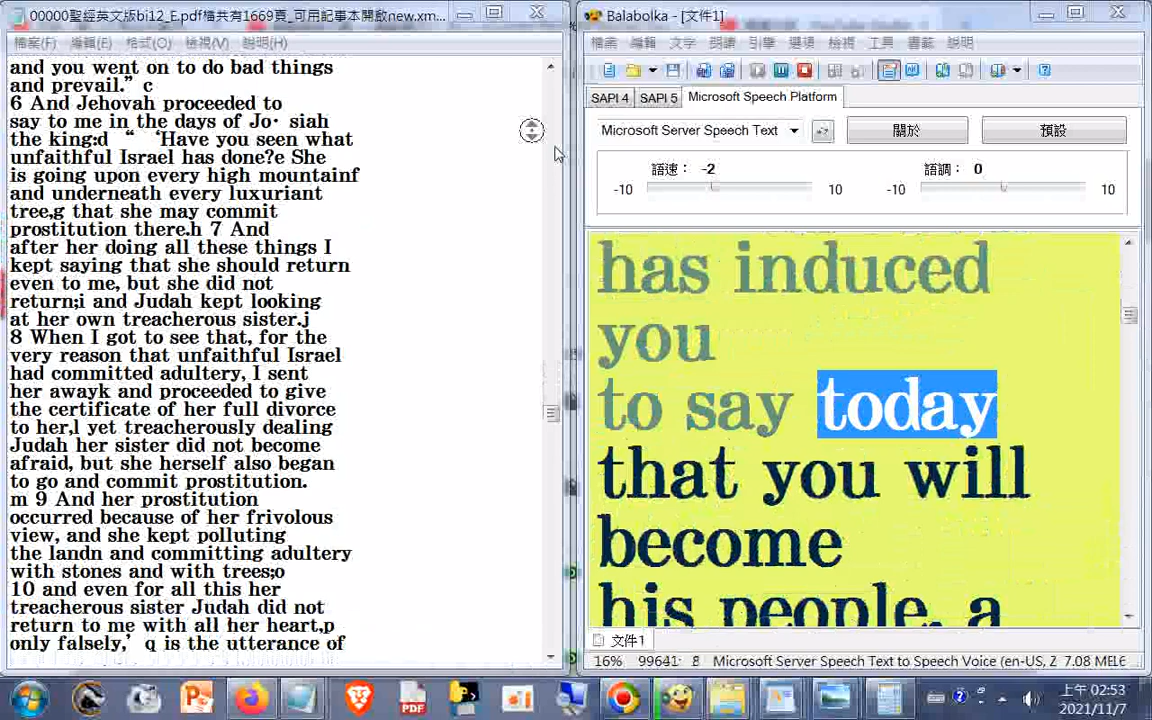 00000聖經英文版bi12_E.pdf檔共有1669頁_可用記事本開啟new.xm...
檔案(F) 編輯(E) 格式(O) 檢視(V) 說明(H)
and you went on to do bad things
and prevail.” c
6 And Jehovah proceeded to
say to me in the days of Jo· siah
the king:d “ ‘Have you seen what
unfaithful Israel has done?e She
is going upon every high mountainf
and underneath every luxuriant
tree,g that she may commit
prostitution there.h 7 And
after her doing all these things I
kept saying that she should return
even to me, but she did not
return;i and Judah kept looking
at her own treacherous sister.j
8 When I got to see that, for the
very reason that unfaithful Israel
had committed adultery, I sent
her awayk and proceeded to give
the certificate of her full divorce
to her,l yet treacherously dealing
Judah her sister did not become
afraid, but she herself also began
to go and commit prostitution.
m 9 And her prostitution
occurred because of her frivolous
view, and she kept polluting
the landn and committing adultery
with stones and with trees;o
10 and even for all this her
treacherous sister Judah did not
return to me with all her heart,p
only falsely,’ q is the utterance of
Balabolka - [文件1]
檔案 編輯 文字 朗讀 引擎 選項 檢視 工具 書籤 說明
SAPI 4 SAPI 5 Microsoft Speech Platform
Microsoft Server Speech Text 關於 預設
語速： -2 語調： 0
-10 10 -10 10
has induced
you
to say today
that you will
become
his people, a
文件1
16% 99641: 8 Microsoft Server Speech Text to Speech Voice (en-US, Z 7.08 МБ
PDF
上午 02:53
2021/11/7